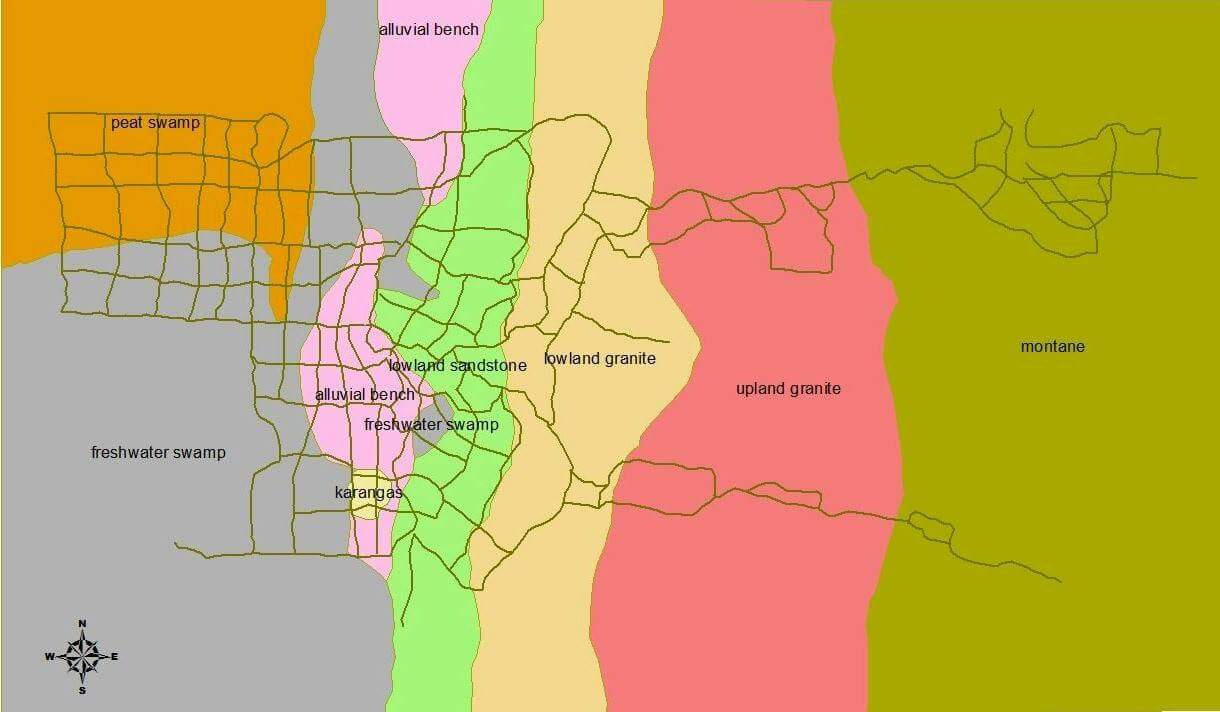 alluvial bench
peat swamp
montane
lowland granite
lowland sandstone
upland granite
alluvial bench
freshwater swamp
freshwater swamp
karangas
N
W E
S